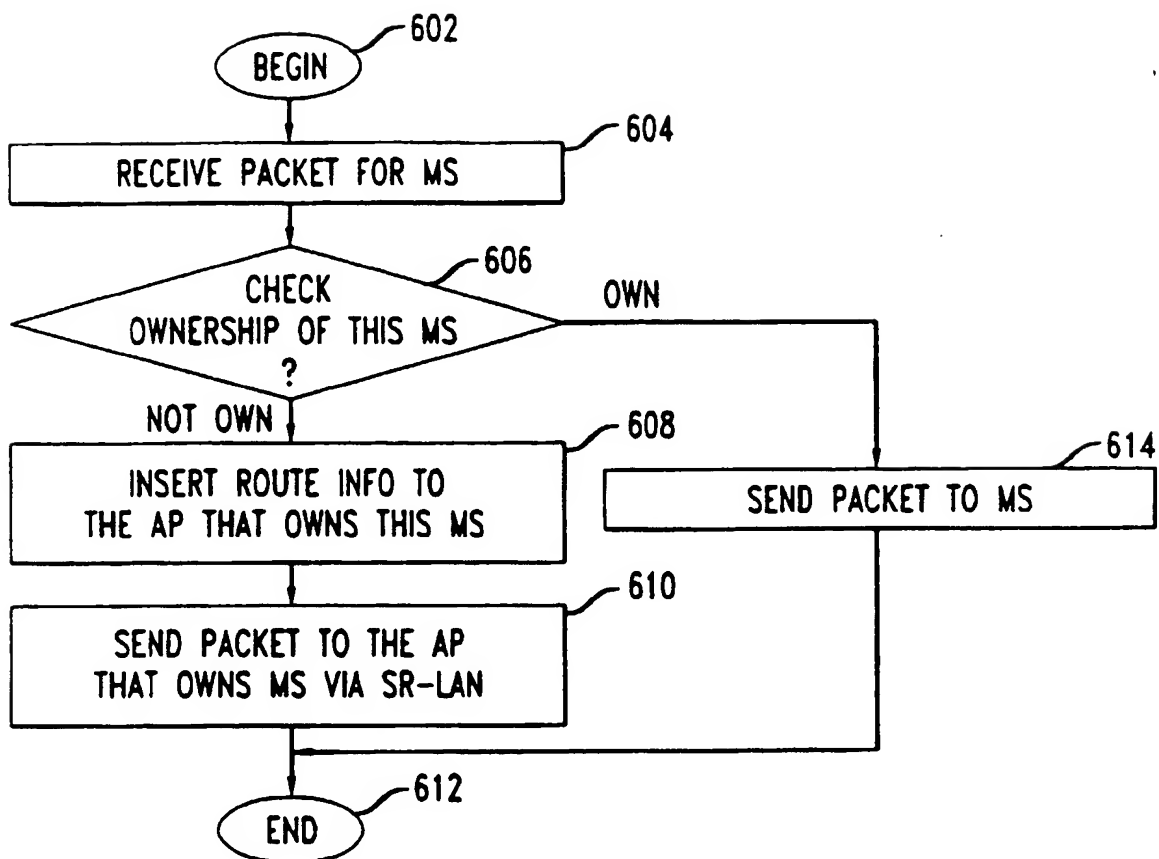 602
BEGIN
604
RECEIVE PACKET FOR MS
606
CHECK
OWNERSHIP OF THIS MS
?
OWN
NOT OWN
608
INSERT ROUTE INFO TO
THE AP THAT OWNS THIS MS
614
SEND PACKET TO MS
610
SEND PACKET TO THE AP
THAT OWNS MS VIA SR-LAN
612
END